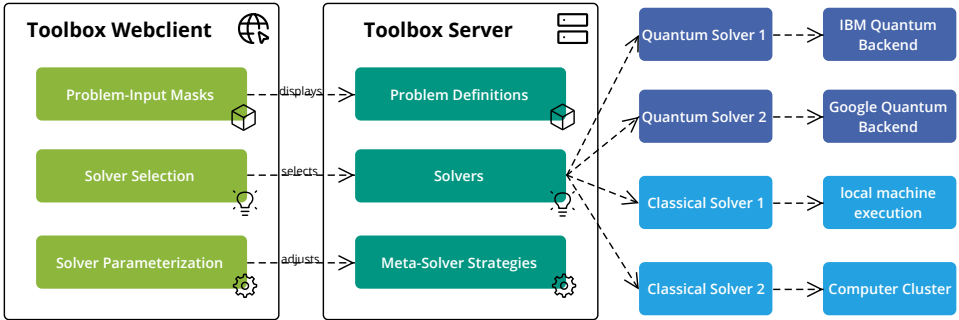 Toolbox Webclient
Problem-Input Masks
Solver Selection
Solver Parameterization
displays
selects
adjusts
Toolbox Server
Problem Definitions
Solvers
Meta-Solver Strategies
Quantum Solver 1
IBM Quantum
Backend
Quantum Solver 2
Google Quantum
Backend
Classical Solver 1
local machine
execution
Classical Solver 2
Computer Cluster